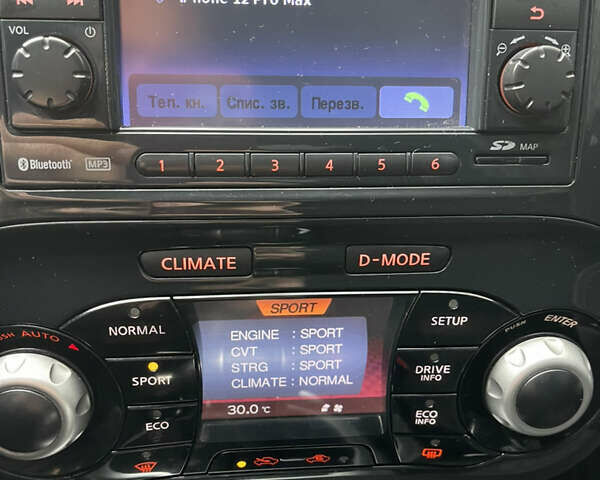 iPhone 12 Pro Max
VOL
Тел. кн. Спис. зв. Перезв.
Bluetooth MP3 1 2 3 4 5 6 SD MAP
CLIMATE D-MODE
SPORT
NORMAL SETUP
ENGINE : SPORT
CVT : SPORT
STRG : SPORT
CLIMATE : NORMAL
30.0°C
SPORT DRIVE INFO
ECO ECO INFO
AUTO
PUSH ENTER